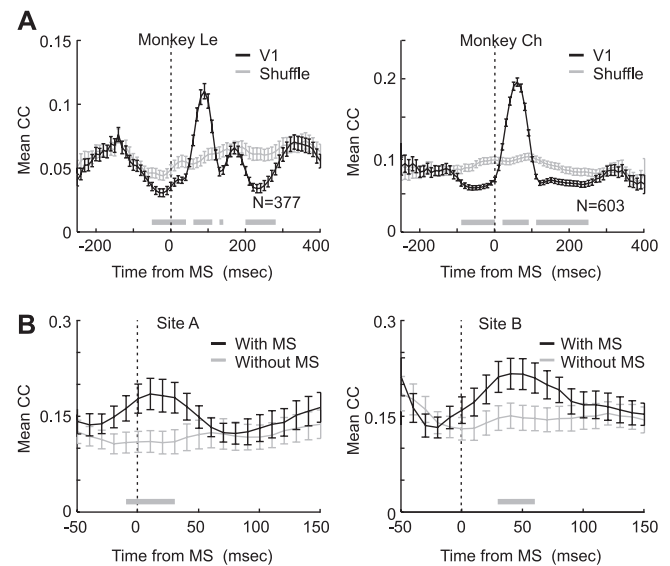 A
Monkey Le
V1
Shuffle
0.15
0.1
0.05
0
Mean CC
N=377
-200 0 200 400
Time from MS (msec)
Monkey Ch
V1
Shuffle
0.2
0.1
0
Mean CC
N=603
-200 0 200 400
Time from MS (msec)
B
Site A
With MS
Without MS
0.3
0.15
0
Mean CC
-50 0 50 100 150
Time from MS (msec)
Site B
With MS
Without MS
0.3
0.15
0
Mean CC
-50 0 50 100 150
Time from MS (msec)